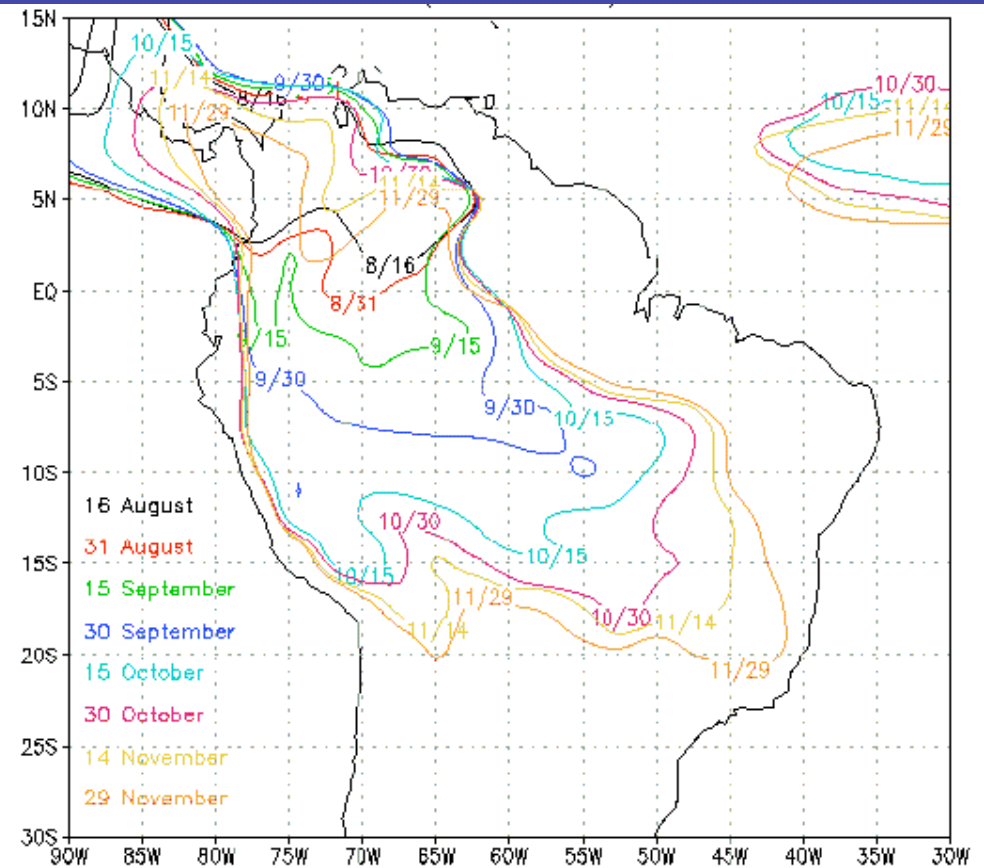 15N
10/15
10/30
11/14
9/30
10/15
11/14
8/16
11/29
11/29
10N
11/14
11/29
5N
8/16
8/31
EQ
15
9/15
9/30
5S
9/30
10/15
10S
16 August
10/30
31 August
10/15
15S
10/15
15 September
11/29
10/30
11/14
30 September
11/14
20S
11/29
15 October
30 October
25S
14 November
29 November
30S
90W 85W 80W 75W 70W 65W 60W 55W 50W 45W 40W 35W 30W